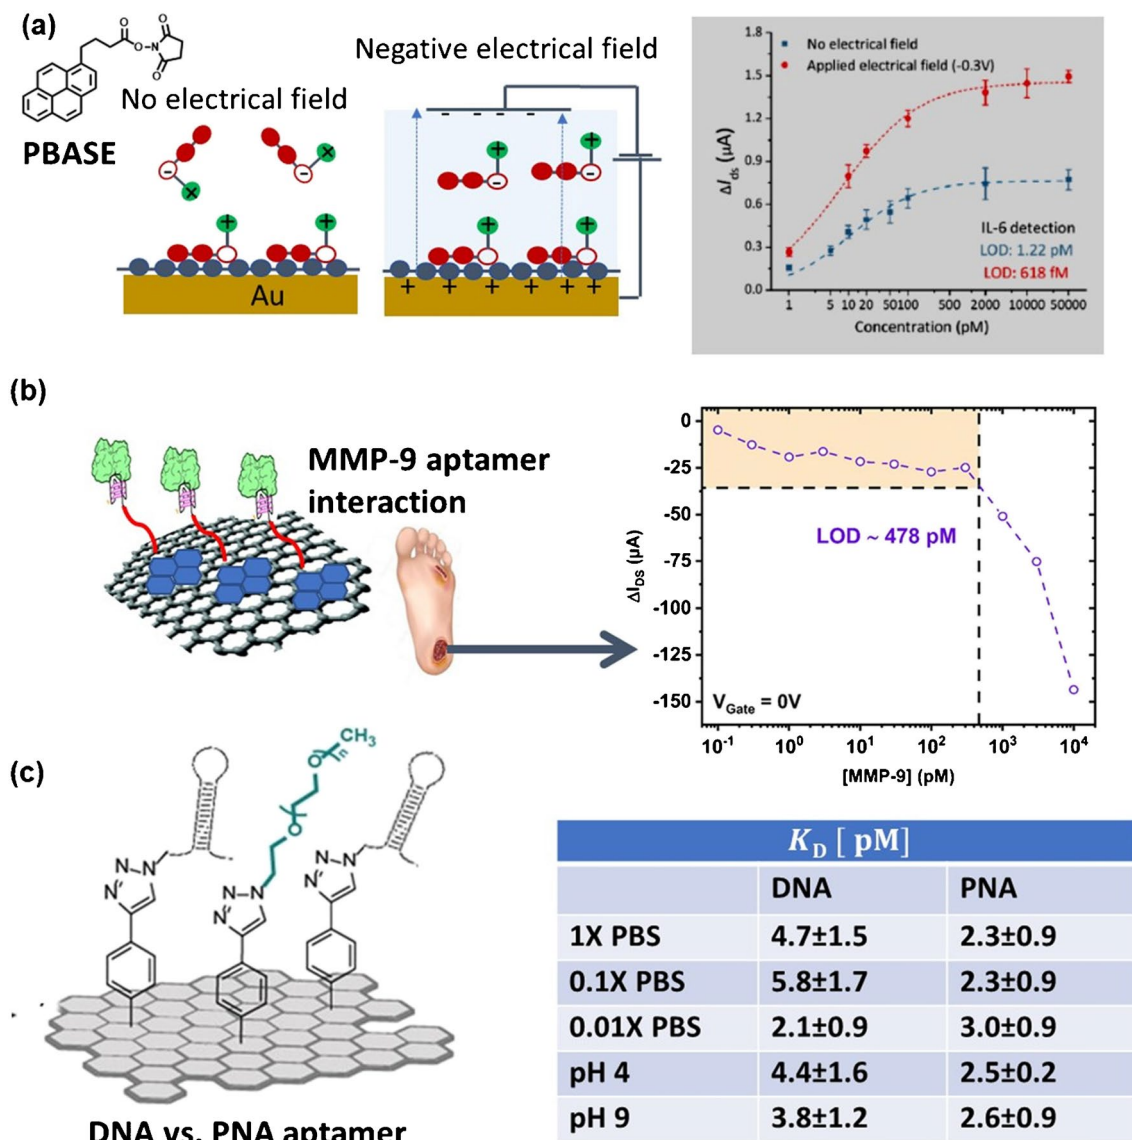 (a)
O
O
N
O
O
PBASE
No electrical field
Negative electrical field
- - - - -
+
+
-
-
+
+
+
+
-
-
+
+
Au
+ + + + + +
1.8
1.5
1.2
0.9
0.6
0.3
0.0
ΔIds (μA)
No electrical field
Applied electrical field (-0.3V)
IL-6 detection
LOD: 1.22 pM
LOD: 618 fM
1 5 10 20 50 100 500 2000 10000 50000
Concentration (pM)
(b)
MMP-9 aptamer
interaction
0
-25
-50
-75
-100
-125
-150
ΔIDS (μA)
LOD ~ 478 pM
VGate = 0V
10⁻¹ 10⁰ 10¹ 10² 10³ 10⁴
[MMP-9] (pM)
(c)
CH3
O
n
O
N
N
N
N
N
N
N
N
N
DNA vs. PNA aptamer
KD [ pM]
DNA PNA
1X PBS 4.7±1.5 2.3±0.9
0.1X PBS 5.8±1.7 2.3±0.9
0.01X PBS 2.1±0.9 3.0±0.9
pH 4 4.4±1.6 2.5±0.2
pH 9 3.8±1.2 2.6±0.9